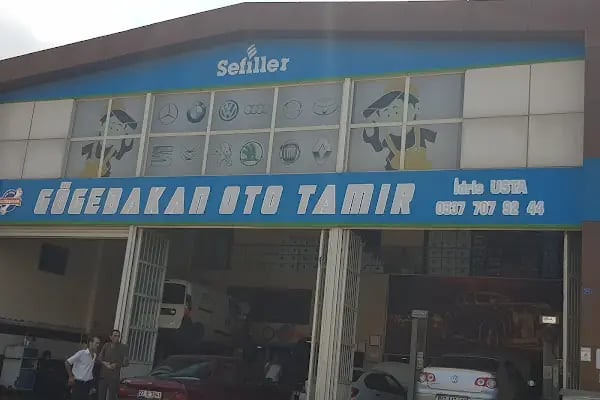 Sefiller
GÖGEBAKAN OTO TAMIR
İdris USTA
0537 707 92 44